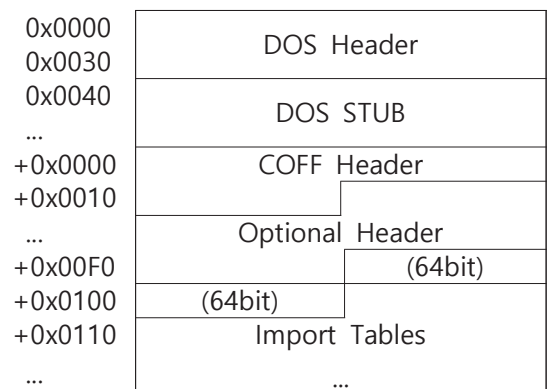 0x0000
DOS Header
0x0030
0x0040
DOS STUB
...
+0x0000 COFF Header
+0x0010
... Optional Header
+0x00F0 (64bit)
+0x0100 (64bit)
+0x0110 Import Tables
... ...